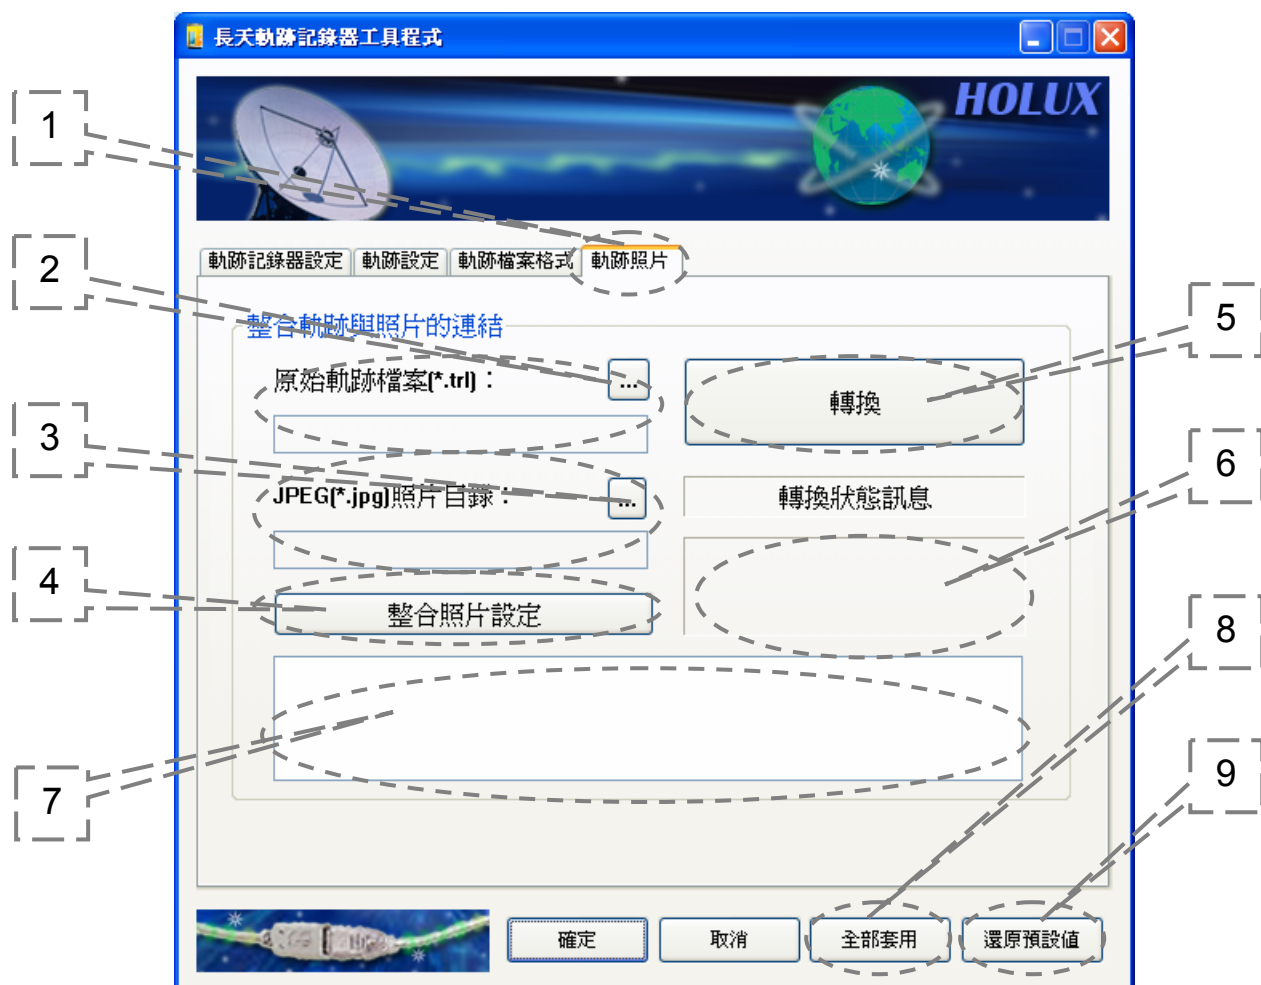 長天軌跡記錄器工具程式
HOLUX
1
軌跡記錄器設定 軌跡設定 軌跡檔案格式 軌跡照片
2
整合軌跡與照片的連結
5
原始軌跡檔案(*.trl)：
...
轉換
3
6
JPEG(*.jpg)照片目錄：
...
轉換狀態訊息
4
整合照片設定
8
7
9
確定 取消 全部套用 還原預設值